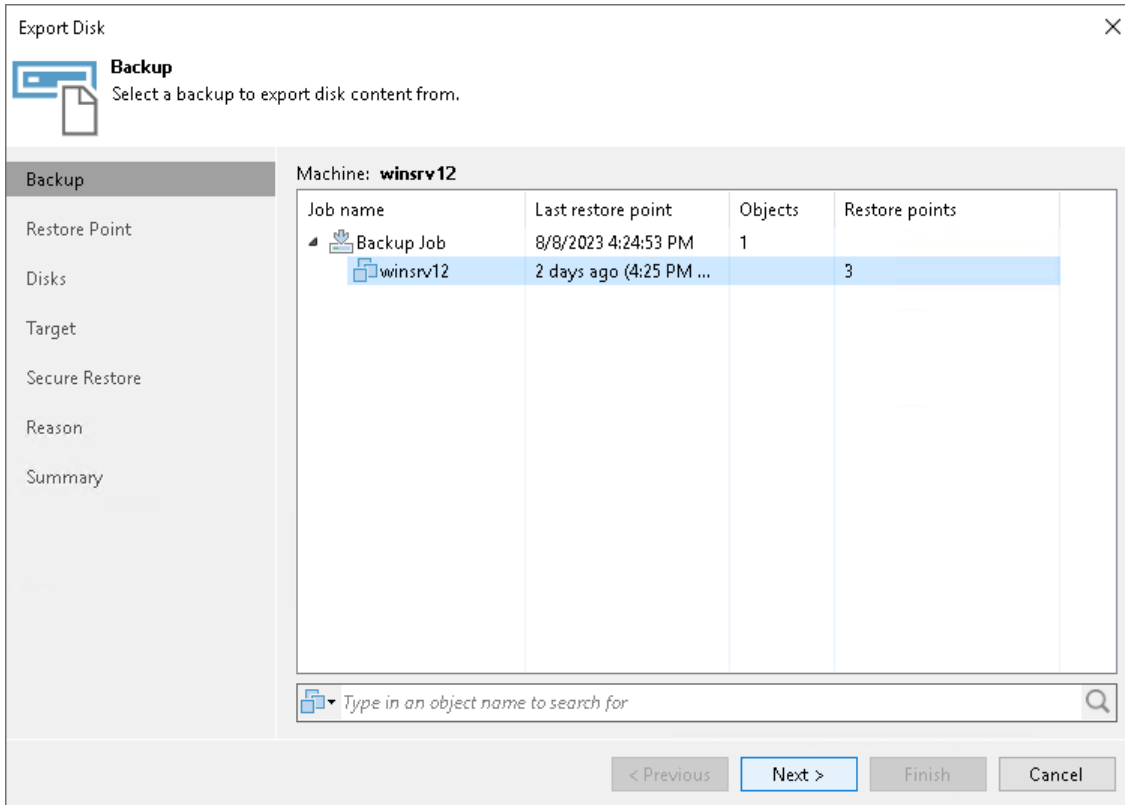 Export Disk
Backup
Select a backup to export disk content from.
Backup
Restore Point
Disks
Target
Secure Restore
Reason
Summary
Machine: winsrv12
Job name Last restore point Objects Restore points
Backup Job 8/8/2023 4:24:53 PM 1
winsrv12 2 days ago (4:25 PM ... 3
Type in an object name to search for
< Previous Next > Finish Cancel